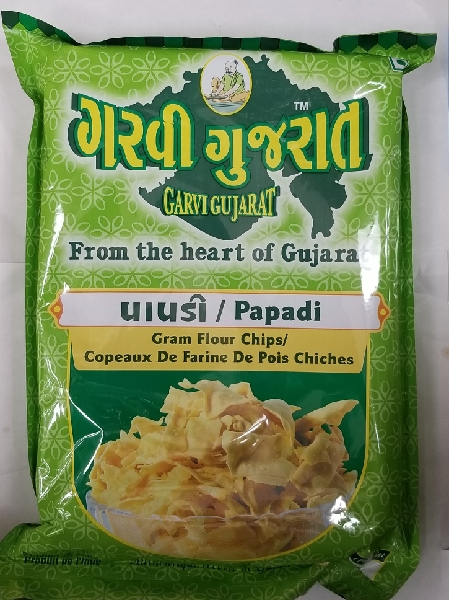 ગરવી ગુજરાત TM
GARVI GUJARAT
From the heart of Gujarat
પાપડી / Papadi
Gram Flour Chips/
Copeaux De Farine De Pois Chiches